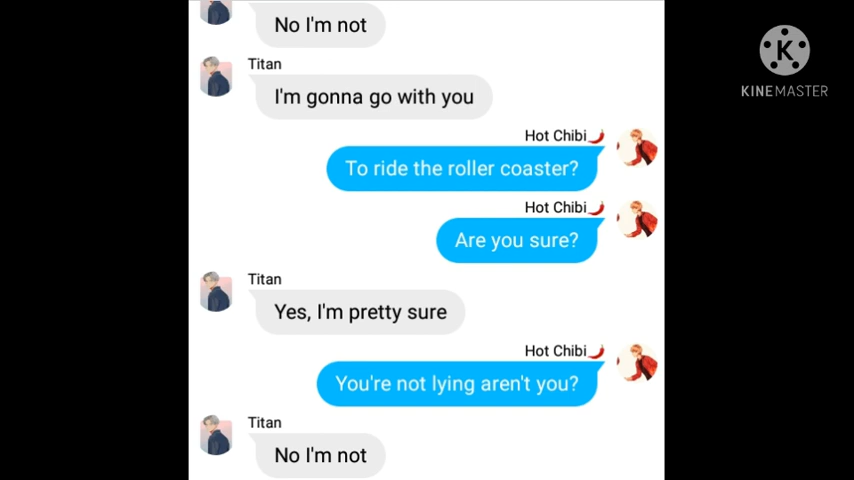 No I'm not
Titan
I'm gonna go with you
Hot Chibi🌶️
To ride the roller coaster?
Hot Chibi🌶️
Are you sure?
Titan
Yes, I'm pretty sure
Hot Chibi🌶️
You're not lying aren't you?
Titan
No I'm not
K
KINEMASTER